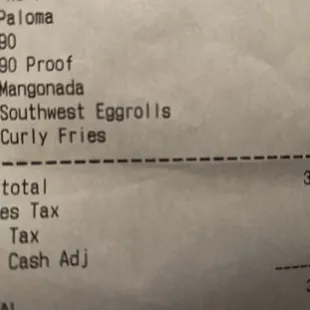 Paloma
90
90 Proof
Mangonada
Southwest Eggrolls
Curly Fries
total
es Tax
Tax
Cash Adj